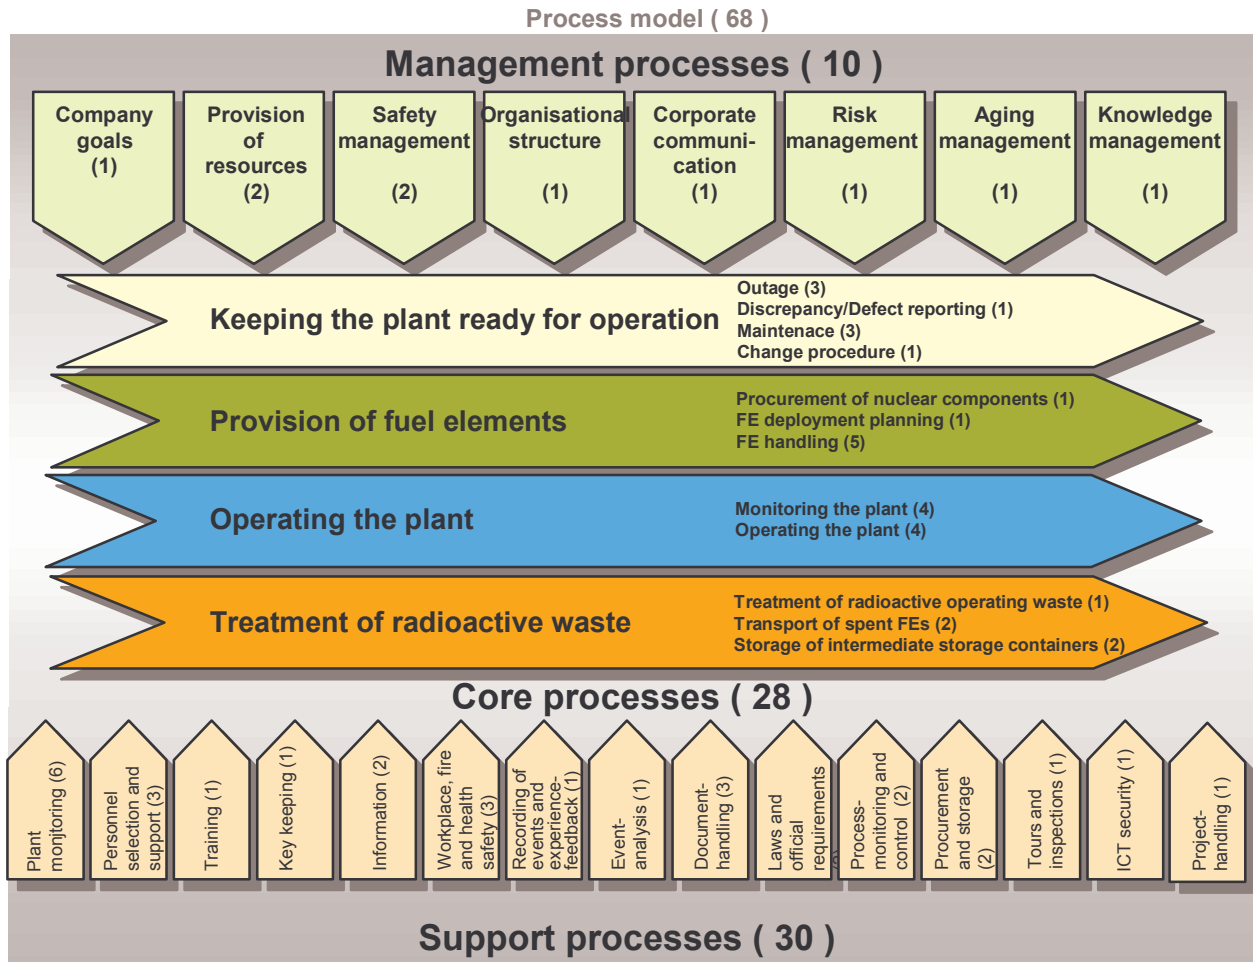 Process model ( 68 )
Management processes ( 10 )
Company
goals
(1)
Provision
of
resources
(2)
Safety
management
(2)
Organisational
structure
(1)
Corporate
communi-
cation
(1)
Risk
management
(1)
Aging
management
(1)
Knowledge
management
(1)
Keeping the plant ready for operation
Outage (3)
Discrepancy/Defect reporting (1)
Maintenace (3)
Change procedure (1)
Provision of fuel elements
Procurement of nuclear components (1)
FE deployment planning (1)
FE handling (5)
Operating the plant
Monitoring the plant (4)
Operating the plant (4)
Treatment of radioactive waste
Treatment of radioactive operating waste (1)
Transport of spent FEs (2)
Storage of intermediate storage containers (2)
Core processes ( 28 )
Plant
monjtoring (6)
Personnel
selection and
support (3)
Training (1)
Key keeping (1)
Information (2)
Workplace, fire
and health
safety (3)
Recording of
events and
experience-
feedback (1)
Event-
analysis (1)
Document-
handling (3)
Laws and
official
requirements
Process-
monitoring and
control (2)
Procurement
and storage
(2)
Tours and
inspections (1)
ICT security (1)
Project-
handling (1)
Support processes ( 30 )